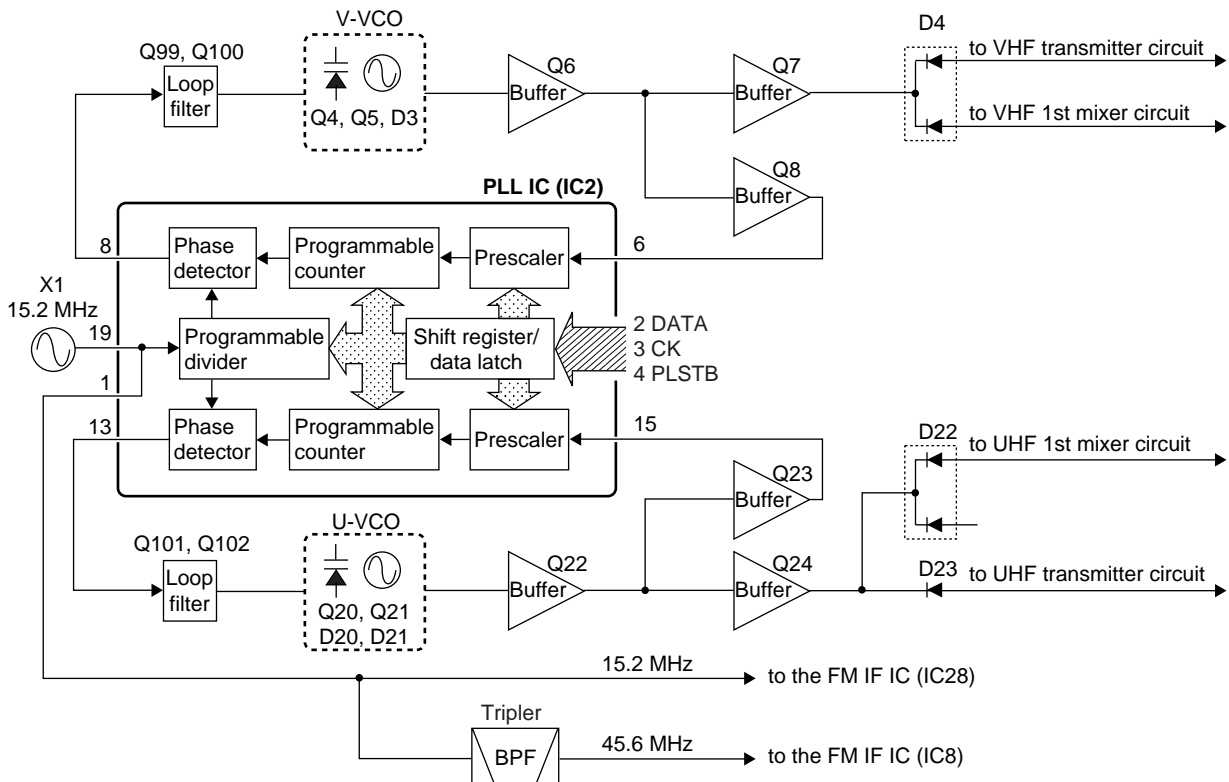 V-VCO
D4
Q99, Q100
Loop
filter
Q4, Q5, D3
Q6
Buffer
Q7
Buffer
to VHF transmitter circuit
to VHF 1st mixer circuit
Q8
Buffer
PLL IC (IC2)
8
Phase
detector
Programmable
counter
Prescaler
6
X1
15.2 MHz
19
1
Programmable
divider
Shift register/
data latch
2 DATA
3 CK
4 PLSTB
13
Phase
detector
Programmable
counter
Prescaler
15
D22
to UHF 1st mixer circuit
Q23
Buffer
Q101, Q102
Loop
filter
U-VCO
Q20, Q21
D20, D21
Q22
Buffer
Q24
Buffer
D23
to UHF transmitter circuit
15.2 MHz
to the FM IF IC (IC28)
Tripler
BPF
45.6 MHz
to the FM IF IC (IC8)